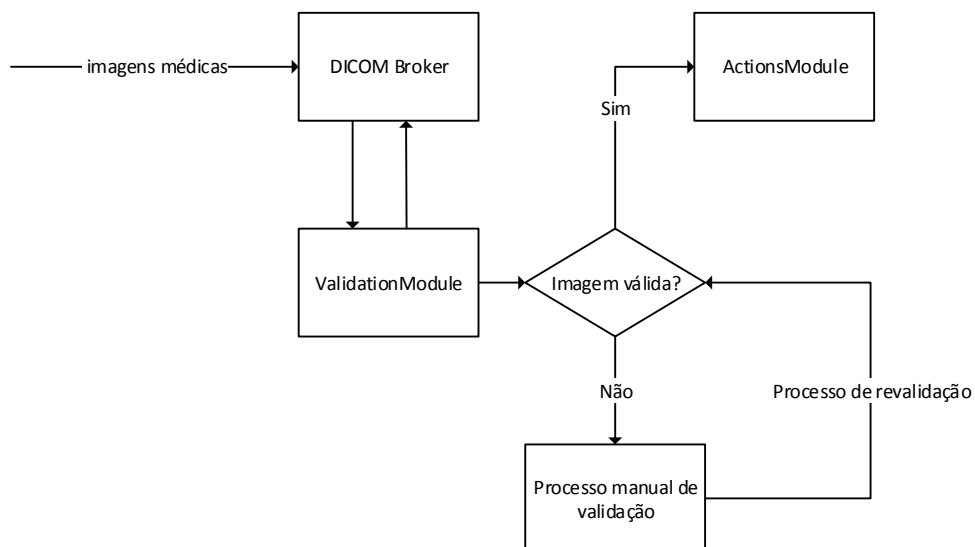 imagens médicas
DICOM Broker
ActionsModule
Sim
ValidationModule
Imagem válida?
Não
Processo de revalidação
Processo manual de
validação